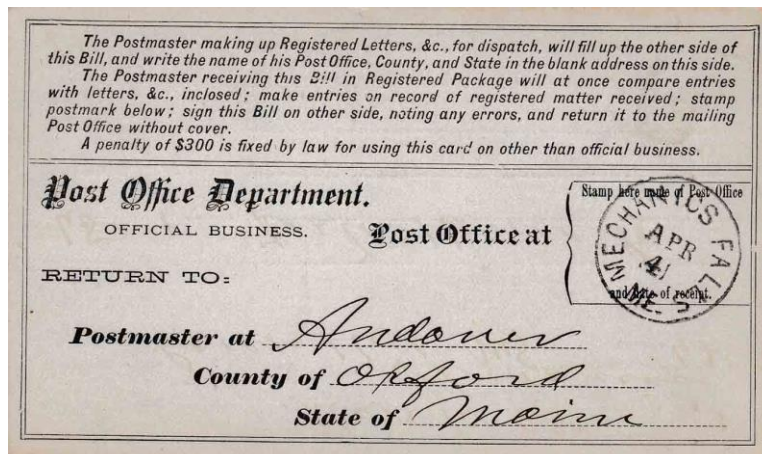 The Postmaster making up Registered Letters, &c., for dispatch, will fill up the other side of
this Bill, and write the name of his Post Office, County, and State in the blank address on this side.
The Postmaster receiving this Bill in Registered Package will at once compare entries
with letters, &c., inclosed; make entries on record of registered matter received; stamp
postmark below; sign this Bill on other side, noting any errors, and return it to the mailing
Post Office without cover.
A penalty of $300 is fixed by law for using this card on other than official business.
Post Office Department.
OFFICIAL BUSINESS.
Post Office at
Stamp here name of Post Office
and date of receipt.
MECHANICS FALLS
APR
4
ME.
RETURN TO:
Postmaster at Andover
County of Oxford
State of Maine